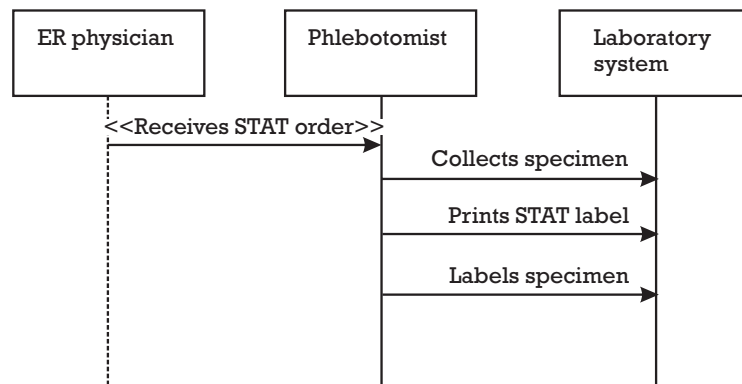 ER physician
Phlebotomist
Laboratory
system
<<Receives STAT order>>
Collects specimen
Prints STAT label
Labels specimen